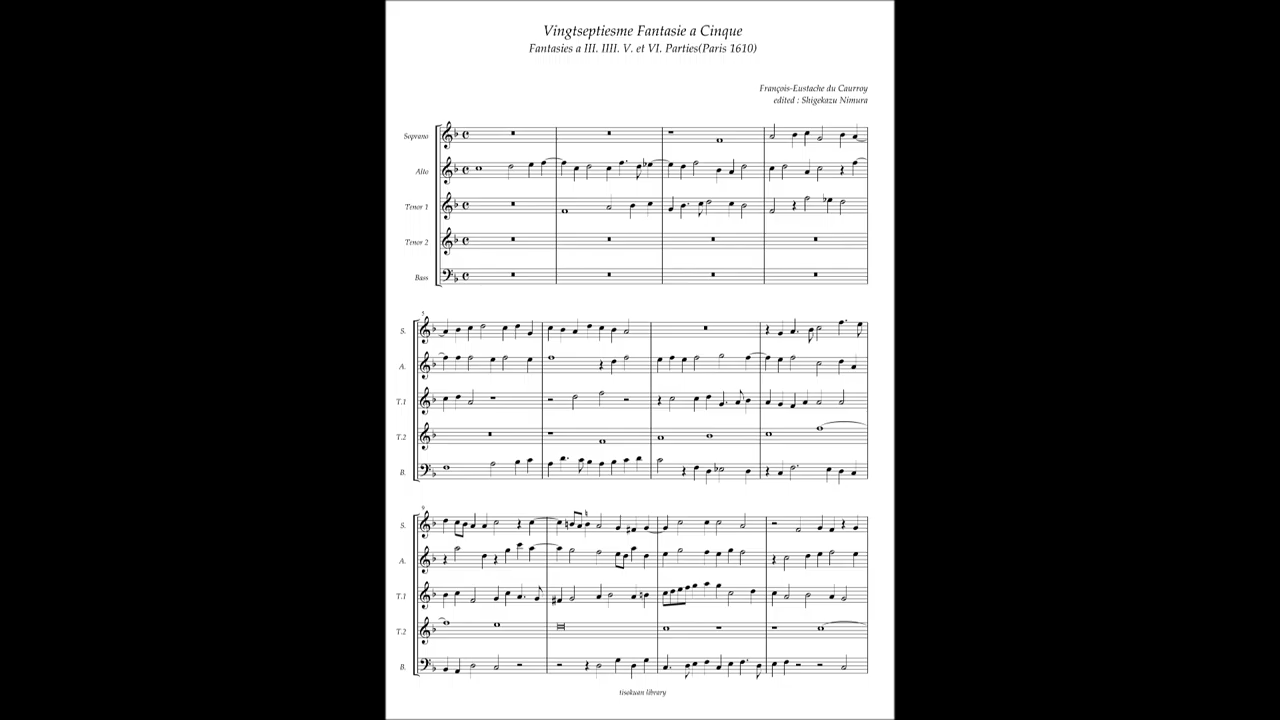 Vingtseptiesme Fantasie a Cinque
Fantasies a III. IIII. V. et VI. Parties(Paris 1610)
François-Eustache du Caurroy
edited : Shigekazu Nimura
Soprano
Alto
Tenor 1
Tenor 2
Bass
5
S.
A.
T.1
T.2
B.
9
S.
A.
T.1
T.2
B.
tisokuan library